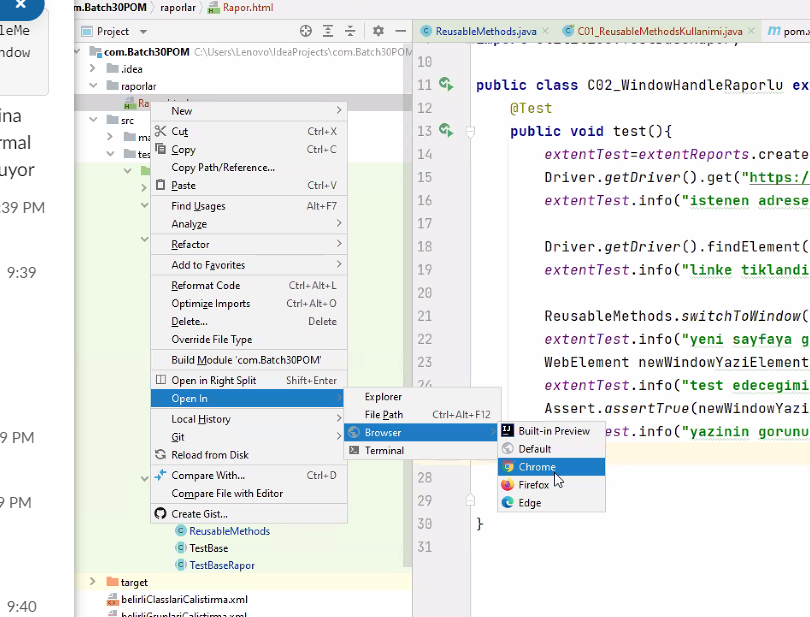 m.Batch30POM
raporlar
Rapor.html
leMe
ndow
ina
rmal
uyor
:39 PM
9:39
9 PM
9 PM
9:40
Project
com.Batch30POM C:\Users\Lenovo\IdeaProjects\com.Batch30POM
.idea
raporlar
src
target
ReusableMethods
TestBase
TestBaseRapor
belirliClasslariCalistirma.xml
belirliGruplariCalistirma.xml
New
Cut Ctrl+X
Copy Ctrl+C
Copy Path/Reference...
Paste Ctrl+V
Find Usages Alt+F7
Analyze
Refactor
Add to Favorites
Reformat Code Ctrl+Alt+L
Optimize Imports Ctrl+Alt+O
Delete... Delete
Override File Type
Build Module 'com.Batch30POM'
Open in Right Split Shift+Enter
Open In
Local History
Git
Reload from Disk
Compare With... Ctrl+D
Compare File with Editor
Create Gist...
Explorer
File Path Ctrl+Alt+F12
Browser
Terminal
Built-in Preview
Default
Chrome
Firefox
Edge
ReusableMethods.java
C01_ReusableMethodsKullanimi.java
pom.x
10
11 public class C02_WindowHandleRaporlu ex
12 @Test
13 public void test(){
14 extentTest=extentReports.create
15 Driver.getDriver().get("https:/
16 extentTest.info("istenen adrese
17
18 Driver.getDriver().findElement(
19 extentTest.info("linke tiklandi
20
21 ReusableMethods.switchToWindow(
22 extentTest.info("yeni sayfaya g
23 WebElement newWindowYaziElement
24 extentTest.info("test edecegimi
Assert.assertTrue(newWindowYazi
tTest.info("yazinin gorunu
28
29
30 }
31